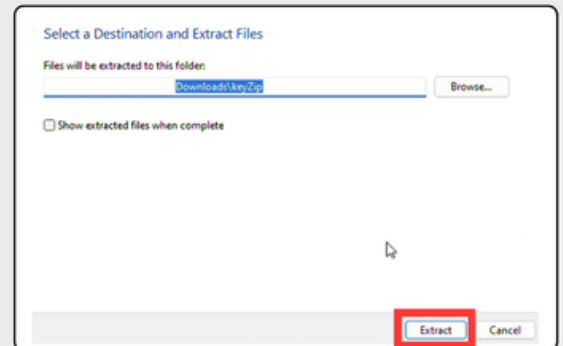 Select a Destination and Extract Files
Files will be extracted to this folder:
Downloads\keyZip
Browse...
Show extracted files when complete
Extract
Cancel